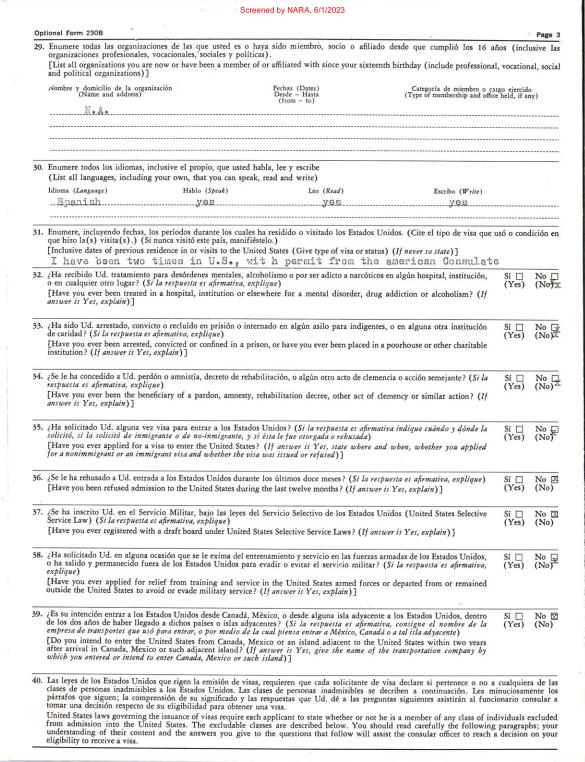 Screened by NARA, 6/1/2023
Optional Form 230B
Page 3
29. Enumere todas las organizaciones de las que usted es o haya sido miembro, socio o afiliado desde que cumplió los 16 años (inclusive las
organizaciones profesionales, vocacionales, sociales y políticas).
[List all organizations you are now or have been a member of or affiliated with since your sixteenth birthday (include professional, vocational, social
and political organizations)]
Nombre y domicilio de la organización
(Name and address)
Fechas (Dates)
Desde — Hasta
(from — to)
Categoría de miembro o cargo ejercido
(Type of membership and office held, if any)
N.A.
30. Enumere todos los idiomas, inclusive el propio, que usted habla, lee y escribe
(List all languages, including your own, that you can speak, read and write)
Idioma (Language) Hablo (Speak) Leo (Read) Escribo (Write)
Spanish yes yes yes
31. Enumere, incluyendo fechas, los períodos durante los cuales ha residido o visitado los Estados Unidos. (Cite el tipo de visa que usó o condición en
que hizo la(s) visita(s).) (Si nunca visitó este país, manifiéstelo.)
[Inclusive dates of previous residence in or visits to the United States (Give type of visa or status) (If never so state)]
I have been two times in U.S., wit h permit from the american Consulate
32. ¿Ha recibido Ud. tratamiento para desórdenes mentales, alcoholismo o por ser adicto a narcóticos en algún hospital, institución,
o en cualquier otro lugar? (Si la respuesta es afirmativa, explique)
[Have you ever been treated in a hospital, institution or elsewhere for a mental disorder, drug addiction or alcoholism? (If
answer is Yes, explain)]
Sí ☐ No ☐
(Yes) (No)x
33. ¿Ha sido Ud. arrestado, convicto o recluído en prisión o internado en algún asilo para indigentes, o en alguna otra institución
de caridad? (Si la respuesta es afirmativa, explique)
[Have you ever been arrested, convicted or confined in a prison, or have you ever been placed in a poorhouse or other charitable
institution? (If answer is Yes, explain)]
Sí ☐ No ☒
(Yes) (No)
34. ¿Se le ha concedido a Ud. perdón o amnistía, decreto de rehabilitación, o algún otro acto de clemencia o acción semejante? (Si la
respuesta es afirmativa, explique)
[Have you ever been the beneficiary of a pardon, amnesty, rehabilitation decree, other act of clemency or similar action? (If
answer is Yes, explain)]
Sí ☐ No ☒
(Yes) (No)
35. ¿Ha solicitado Ud. alguna vez visa para entrar a los Estados Unidos? (Si la respuesta es afirmativa indique cuándo y dónde la
solicitó, si la solicitó de inmigrante o de no-inmigrante, y si ésta le fue otorgada o rehusada)
[Have you ever applied for a visa to enter the United States? (If answer is Yes, state where and when, whether you applied
for a nonimmigrant or an immigrant visa and whether the visa was issued or refused)]
Sí ☐ No ☒
(Yes) (No)
36. ¿Se le ha rehusado a Ud. entrada a los Estados Unidos durante los últimos doce meses? (Si la respuesta es afirmativa, explique)
[Have you been refused admission to the United States during the last twelve months? (If answer is Yes, explain)]
Sí ☐ No ☒
(Yes) (No)
37. ¿Se ha inscrito Ud. en el Servicio Militar, bajo las leyes del Servicio Selectivo de los Estados Unidos (United States Selective
Service Law) (Si la respuesta es afirmativa, explique)
[Have you ever registered with a draft board under United States Selective Service Laws? (If answer is Yes, explain)]
Sí ☐ No ☒
(Yes) (No)
38. ¿Ha solicitado Ud. en alguna ocasión que se le exima del entrenamiento y servicio en las fuerzas armadas de los Estados Unidos,
o ha salido y permanecido fuera de los Estados Unidos para evadir o evitar el servicio militar? (Si la respuesta es afirmativa,
explique)
[Have you ever applied for relief from training and service in the United States armed forces or departed from or remained
outside the United States to avoid or evade military service? (If answer is Yes, explain)]
Sí ☐ No ☒
(Yes) (No)
39. ¿Es su intención entrar a los Estados Unidos desde Canadá, México, o desde alguna isla adyacente a los Estados Unidos, dentro
de los dos años de haber llegado a dichos países o islas adyacentes? (Si la respuesta es afirmativa, consigne el nombre de la
empresa de transportes que usó para entrar, o por medio de la cual piensa entrar a México, Canadá o a tal isla adyacente)
[Do you intend to enter the United States from Canada, Mexico or an island adjacent to the United States within two years
after arrival in Canada, Mexico or such adjacent island? (If answer is Yes, give the name of the transportation company by
which you entered or intend to enter Canada, Mexico or such island)]
Sí ☐ No ☒
(Yes) (No)
40. Las leyes de los Estados Unidos que rigen la emisión de visas, requieren que cada solicitante de visa declare si pertenece o no a cualquiera de las
clases de personas inadmisibles a los Estados Unidos. Las clases de personas inadmisibles se decriben a continuación. Lea minuciosamente los
párrafos que siguen; la comprensión de su significado y las respuestas que Ud. dé a las preguntas siguientes asistirán al funcionario consular a
tomar una decisión respecto de su eligibilidad para obtener una visa.
United States laws governing the issuance of visas require each applicant to state whether or not he is a member of any class of individuals excluded
from admission into the United States. The excludable classes are described below. You should read carefully the following paragraphs; your
understanding of their content and the answers you give to the questions that follow will assist the consular officer to reach a decision on your
eligibility to receive a visa.